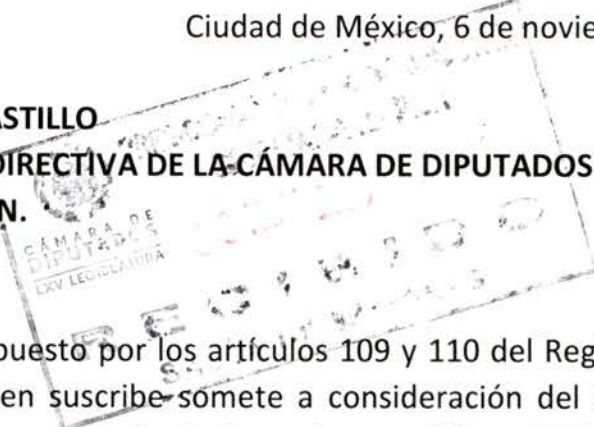 Ciudad de México, 6 de novie
ASTILLO
DIRECTIVA DE LA CÁMARA DE DIPUTADOS
N.
CÁMARA DE
DIPUTADOS
LXV LEGISLATURA
RECIBIDO
puesto por los artículos 109 y 110 del Reg
en suscribe somete a consideración del